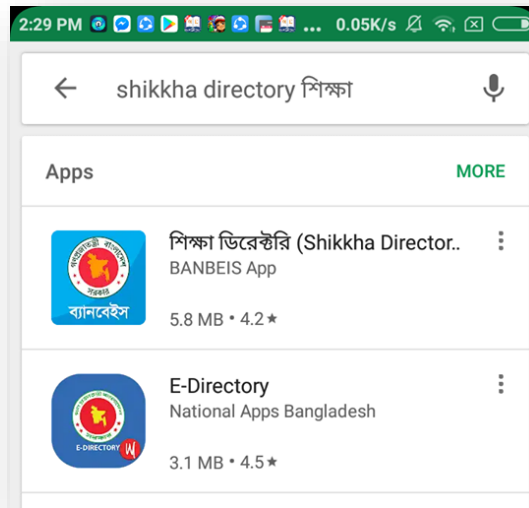 2:29 PM ... 0.05K/s
shikkha directory শিক্ষা
Apps MORE
শিক্ষা ডিরেক্টরি (Shikkha Director..
BANBEIS App
5.8 MB • 4.2★
ব্যানবেইস
E-Directory
National Apps Bangladesh
E-DIRECTORY
3.1 MB • 4.5★